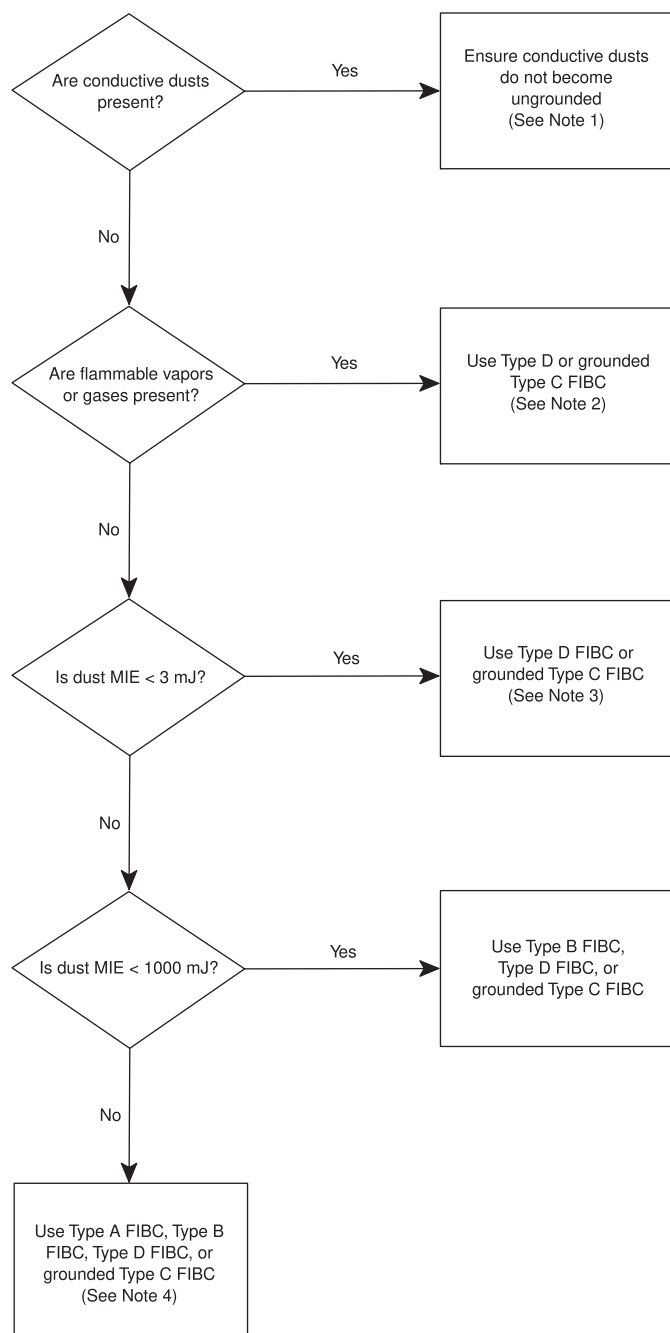 Are conductive dusts
present?
Yes
Ensure conductive dusts
do not become
ungrounded
(See Note 1)
No
Are flammable vapors
or gases present?
Yes
Use Type D or grounded
Type C FIBC
(See Note 2)
No
Is dust MIE < 3 mJ?
Yes
Use Type D FIBC or
grounded Type C FIBC
(See Note 3)
No
Is dust MIE < 1000 mJ?
Yes
Use Type B FIBC,
Type D FIBC, or
grounded Type C FIBC
No
Use Type A FIBC, Type B
FIBC, Type D FIBC, or
grounded Type C FIBC
(See Note 4)